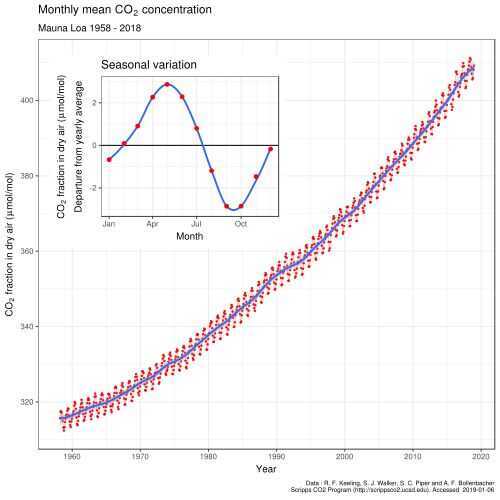 Monthly mean CO₂ concentration
Mauna Loa 1958 - 2018
Seasonal variation
CO₂ fraction in dry air (μmol/mol)
Departure from yearly average
2
0
-2
Jan Apr Jul Oct
Month
CO₂ fraction in dry air (μmol/mol)
400
380
360
340
320
1960 1970 1980 1990 2000 2010 2020
Year
Data : R. F. Keeling, S. J. Walker, S. C. Piper and A. F. Bollenbacher
Scripps CO2 Program (http://scrippsco2.ucsd.edu). Accessed 2019-01-06